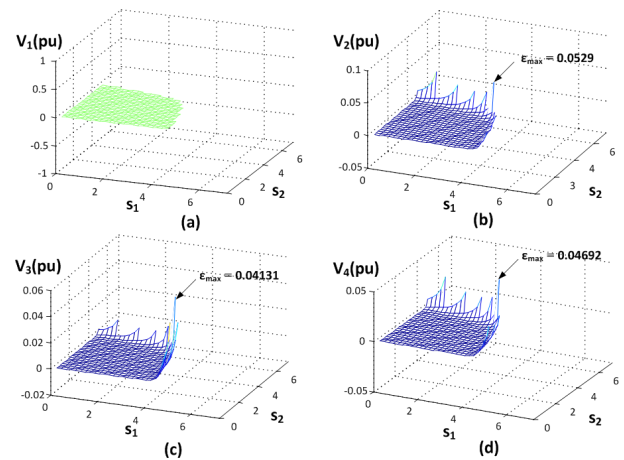 V1(pu)
1
0.5
0
-0.5
-1
0
2
4
6
S1
0
2
4
6
S2
(a)
V2(pu)
0.1
0.05
0
-0.05
εmax = 0.0529
0
2
4
6
S1
0
3
4
6
S2
(b)
V3(pu)
0.06
0.04
0.02
0
-0.02
εmax = 0.04131
0
2
4
6
S1
0
2
4
6
S2
(c)
V4(pu)
0.05
0
-0.05
εmax = 0.04692
0
2
4
6
S1
0
2
4
6
S2
(d)